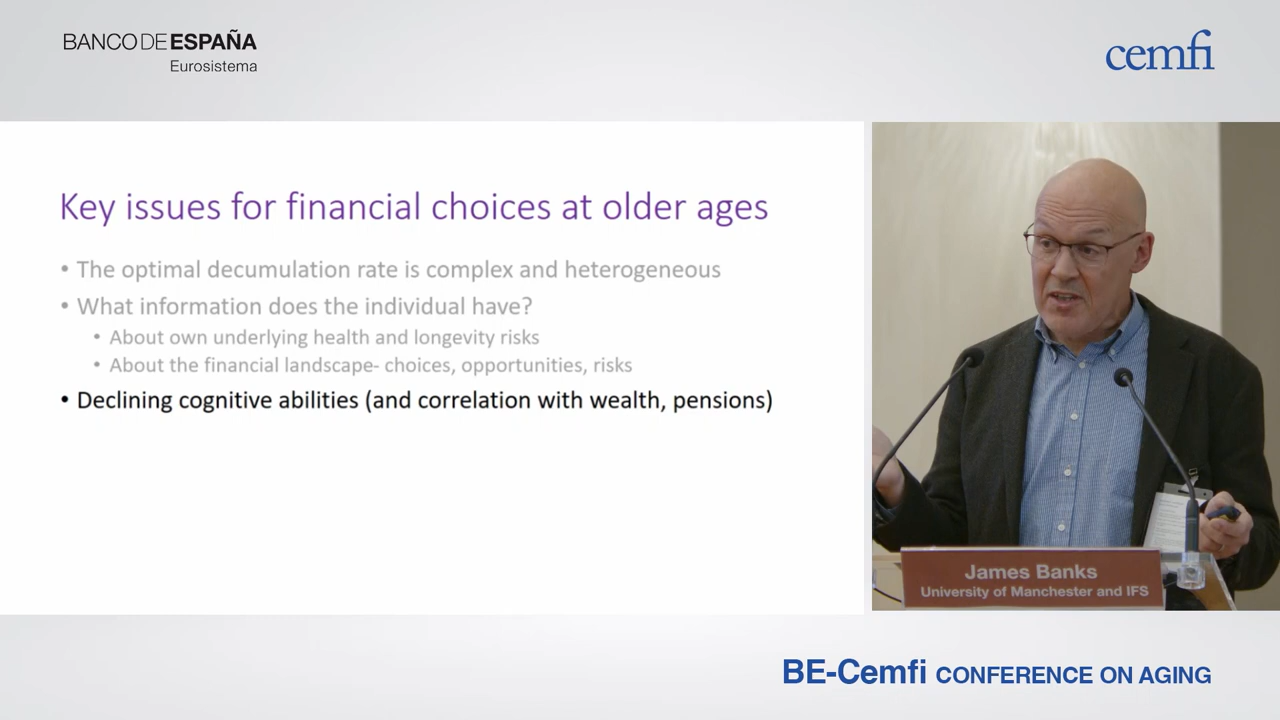 BANCO DE ESPAÑA
Eurosistema
cemfi
Key issues for financial choices at older ages
• The optimal decumulation rate is complex and heterogeneous
• What information does the individual have?
• About own underlying health and longevity risks
• About the financial landscape- choices, opportunities, risks
• Declining cognitive abilities (and correlation with wealth, pensions)
James Banks
University of Manchester and IFS
BE-Cemfi CONFERENCE ON AGING